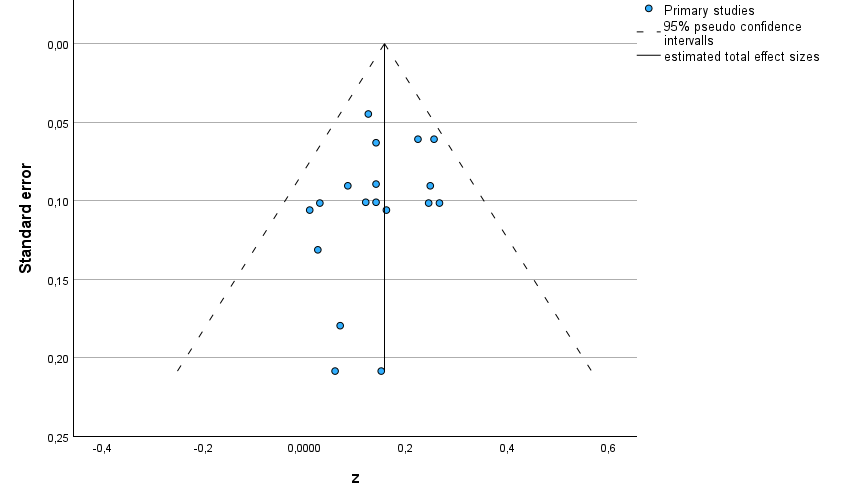 Primary studies
95% pseudo confidence
intervalls
estimated total effect sizes
0,00
0,05
0,10
0,15
0,20
0,25
Standard error
-0,4
-0,2
0,0000
0,2
0,4
0,6
z